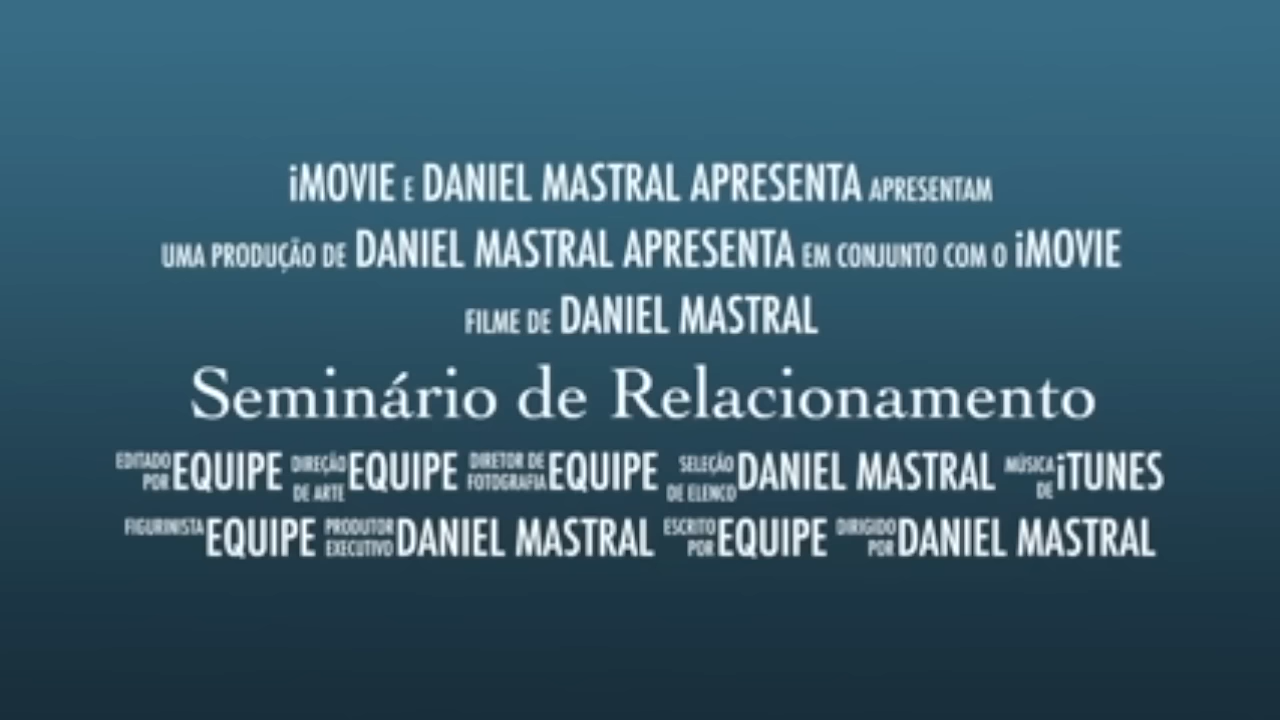 iMOVIE E DANIEL MASTRAL APRESENTA APRESENTAM
UMA PRODUÇÃO DE DANIEL MASTRAL APRESENTA EM CONJUNTO COM O iMOVIE
FILME DE DANIEL MASTRAL
Seminário de Relacionamento
EDITADO POR EQUIPE DIREÇÃO DE ARTE EQUIPE DIRETOR DE FOTOGRAFIA EQUIPE SELEÇÃO DE ELENCO DANIEL MASTRAL MÚSICA DE iTUNES
FIGURINISTA EQUIPE PRODUTOR EXECUTIVO DANIEL MASTRAL ESCRITO POR EQUIPE DIRIGIDO POR DANIEL MASTRAL